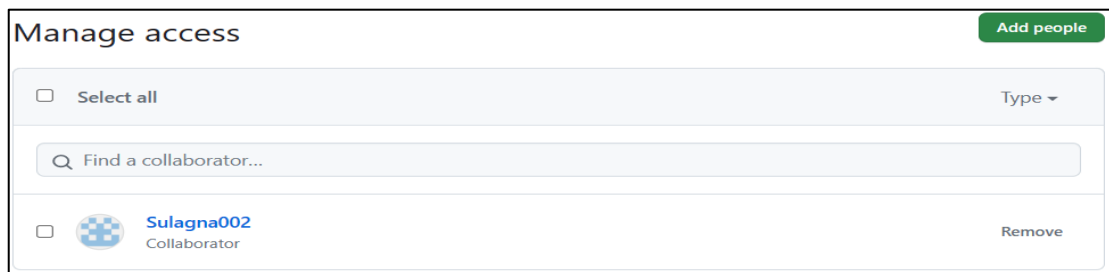 Manage access
Add people
Select all
Type
Find a collaborator...
Sulagna002
Collaborator
Remove